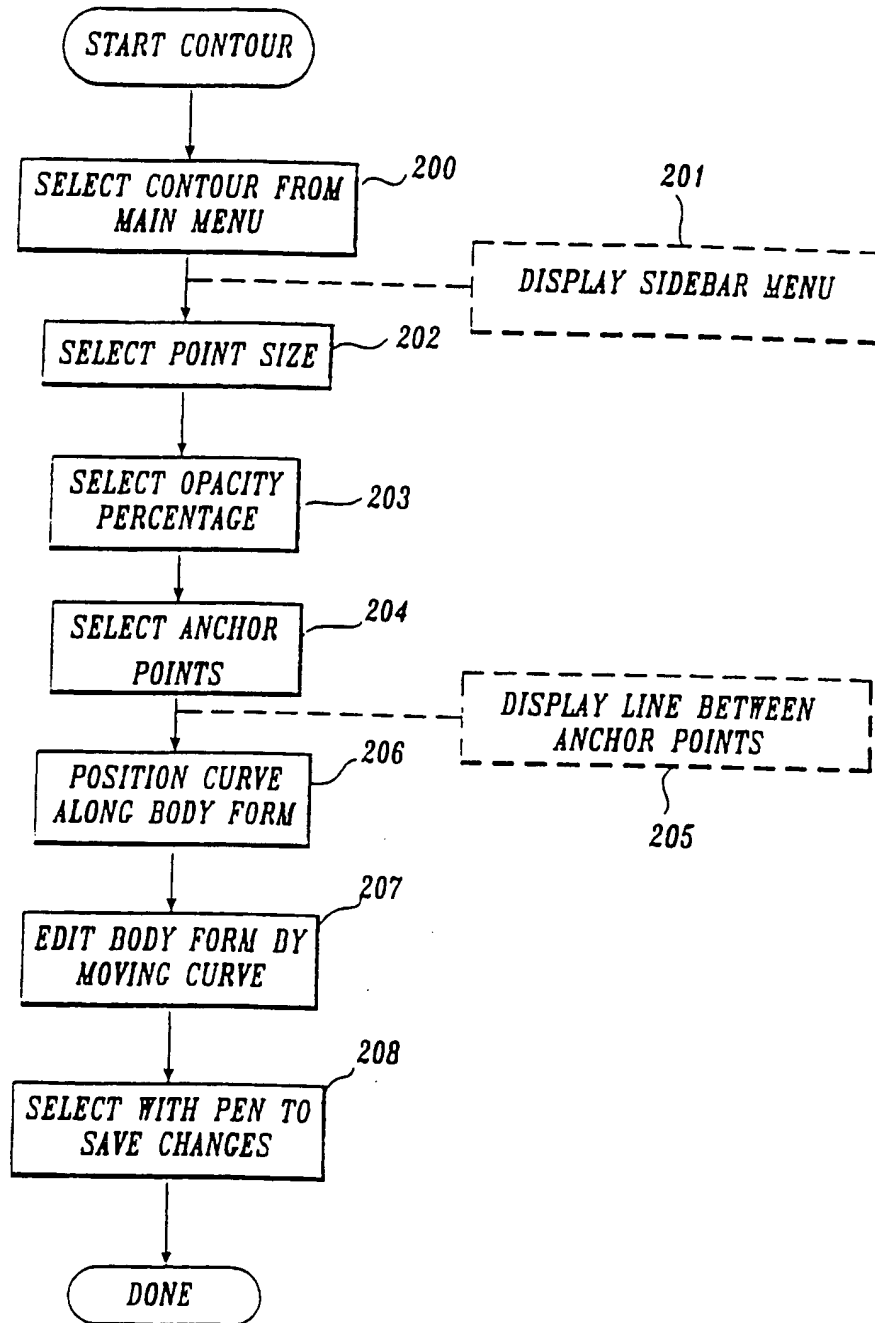 START CONTOUR
200
SELECT CONTOUR FROM
MAIN MENU
201
DISPLAY SIDEBAR MENU
202
SELECT POINT SIZE
SELECT OPACITY
PERCENTAGE
203
204
SELECT ANCHOR
POINTS
DISPLAY LINE BETWEEN
ANCHOR POINTS
205
206
POSITION CURVE
ALONG BODY FORM
207
EDIT BODY FORM BY
MOVING CURVE
208
SELECT WITH PEN TO
SAVE CHANGES
DONE